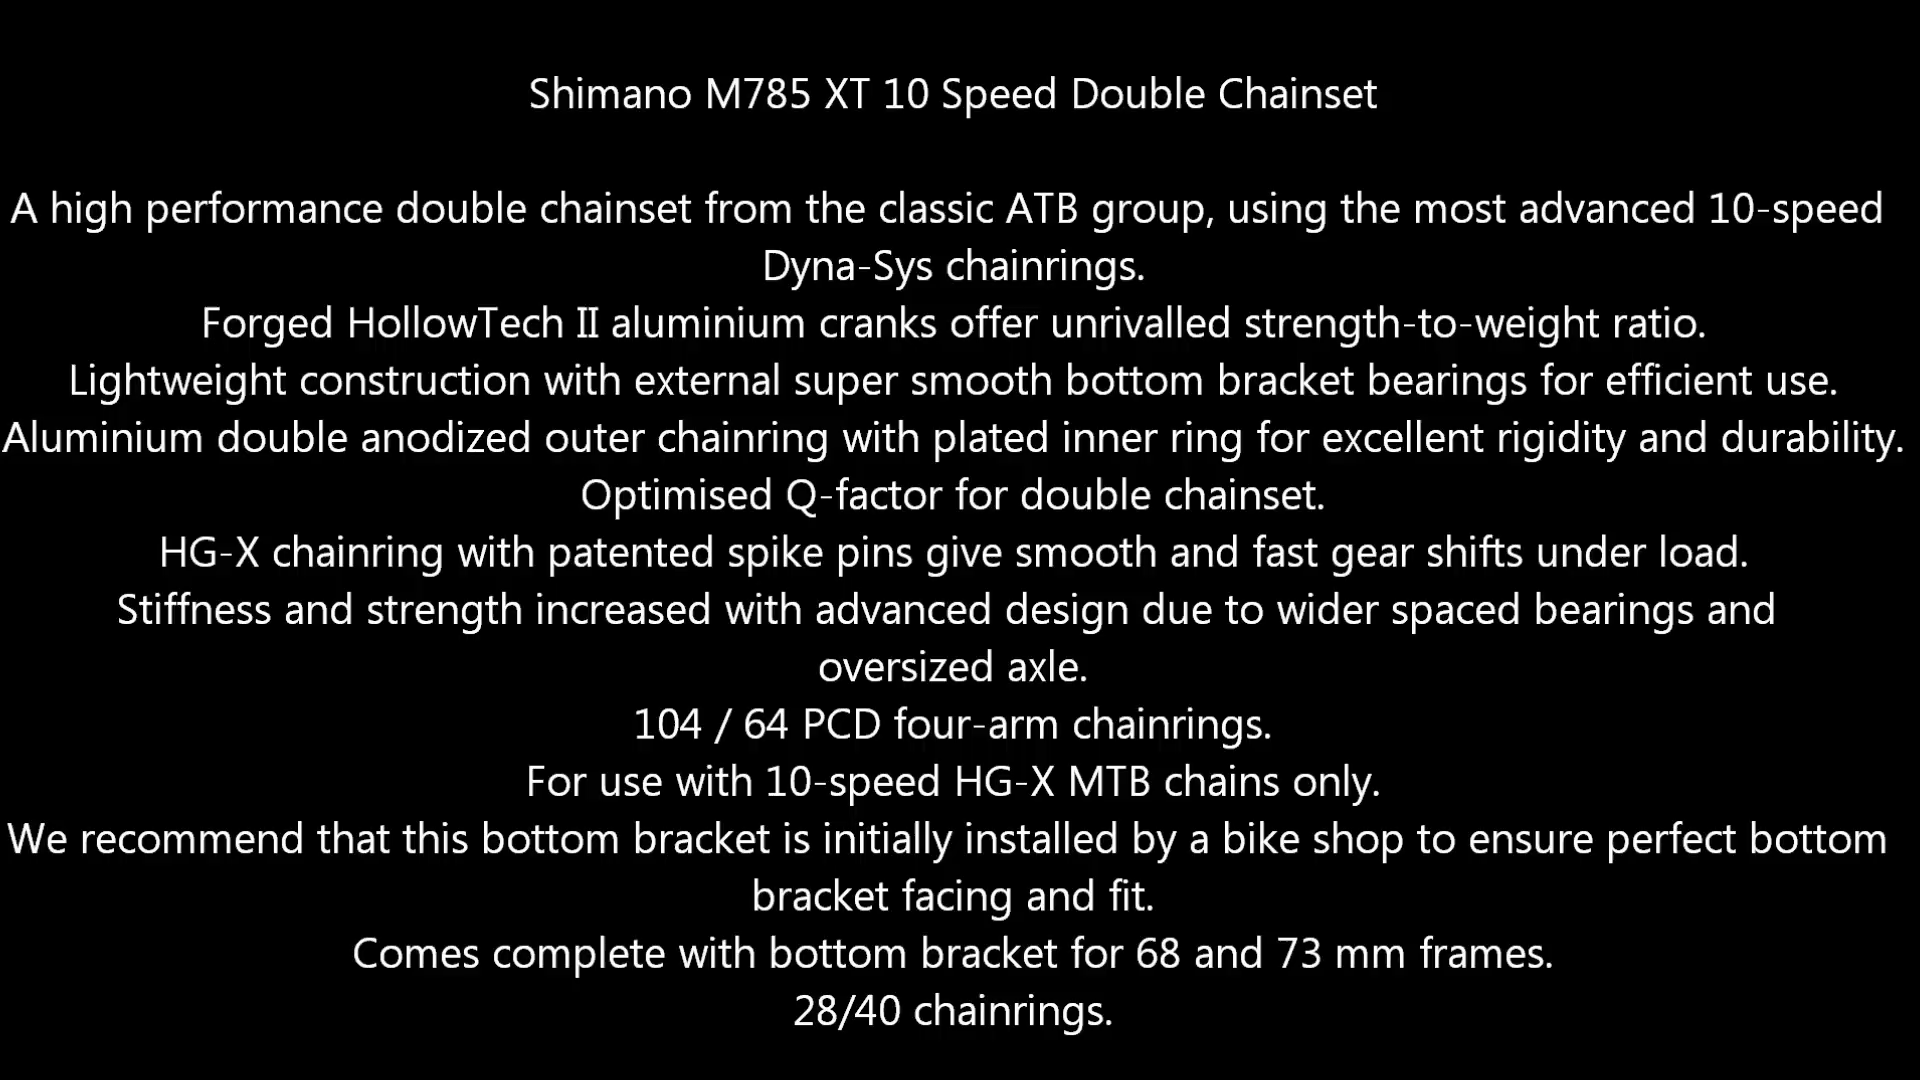 Shimano M785 XT 10 Speed Double Chainset
A high performance double chainset from the classic ATB group, using the most advanced 10-speed
Dyna-Sys chainrings.
Forged HollowTech II aluminium cranks offer unrivalled strength-to-weight ratio.
Lightweight construction with external super smooth bottom bracket bearings for efficient use.
Aluminium double anodized outer chainring with plated inner ring for excellent rigidity and durability.
Optimised Q-factor for double chainset.
HG-X chainring with patented spike pins give smooth and fast gear shifts under load.
Stiffness and strength increased with advanced design due to wider spaced bearings and
oversized axle.
104 / 64 PCD four-arm chainrings.
For use with 10-speed HG-X MTB chains only.
We recommend that this bottom bracket is initially installed by a bike shop to ensure perfect bottom
bracket facing and fit.
Comes complete with bottom bracket for 68 and 73 mm frames.
28/40 chainrings.